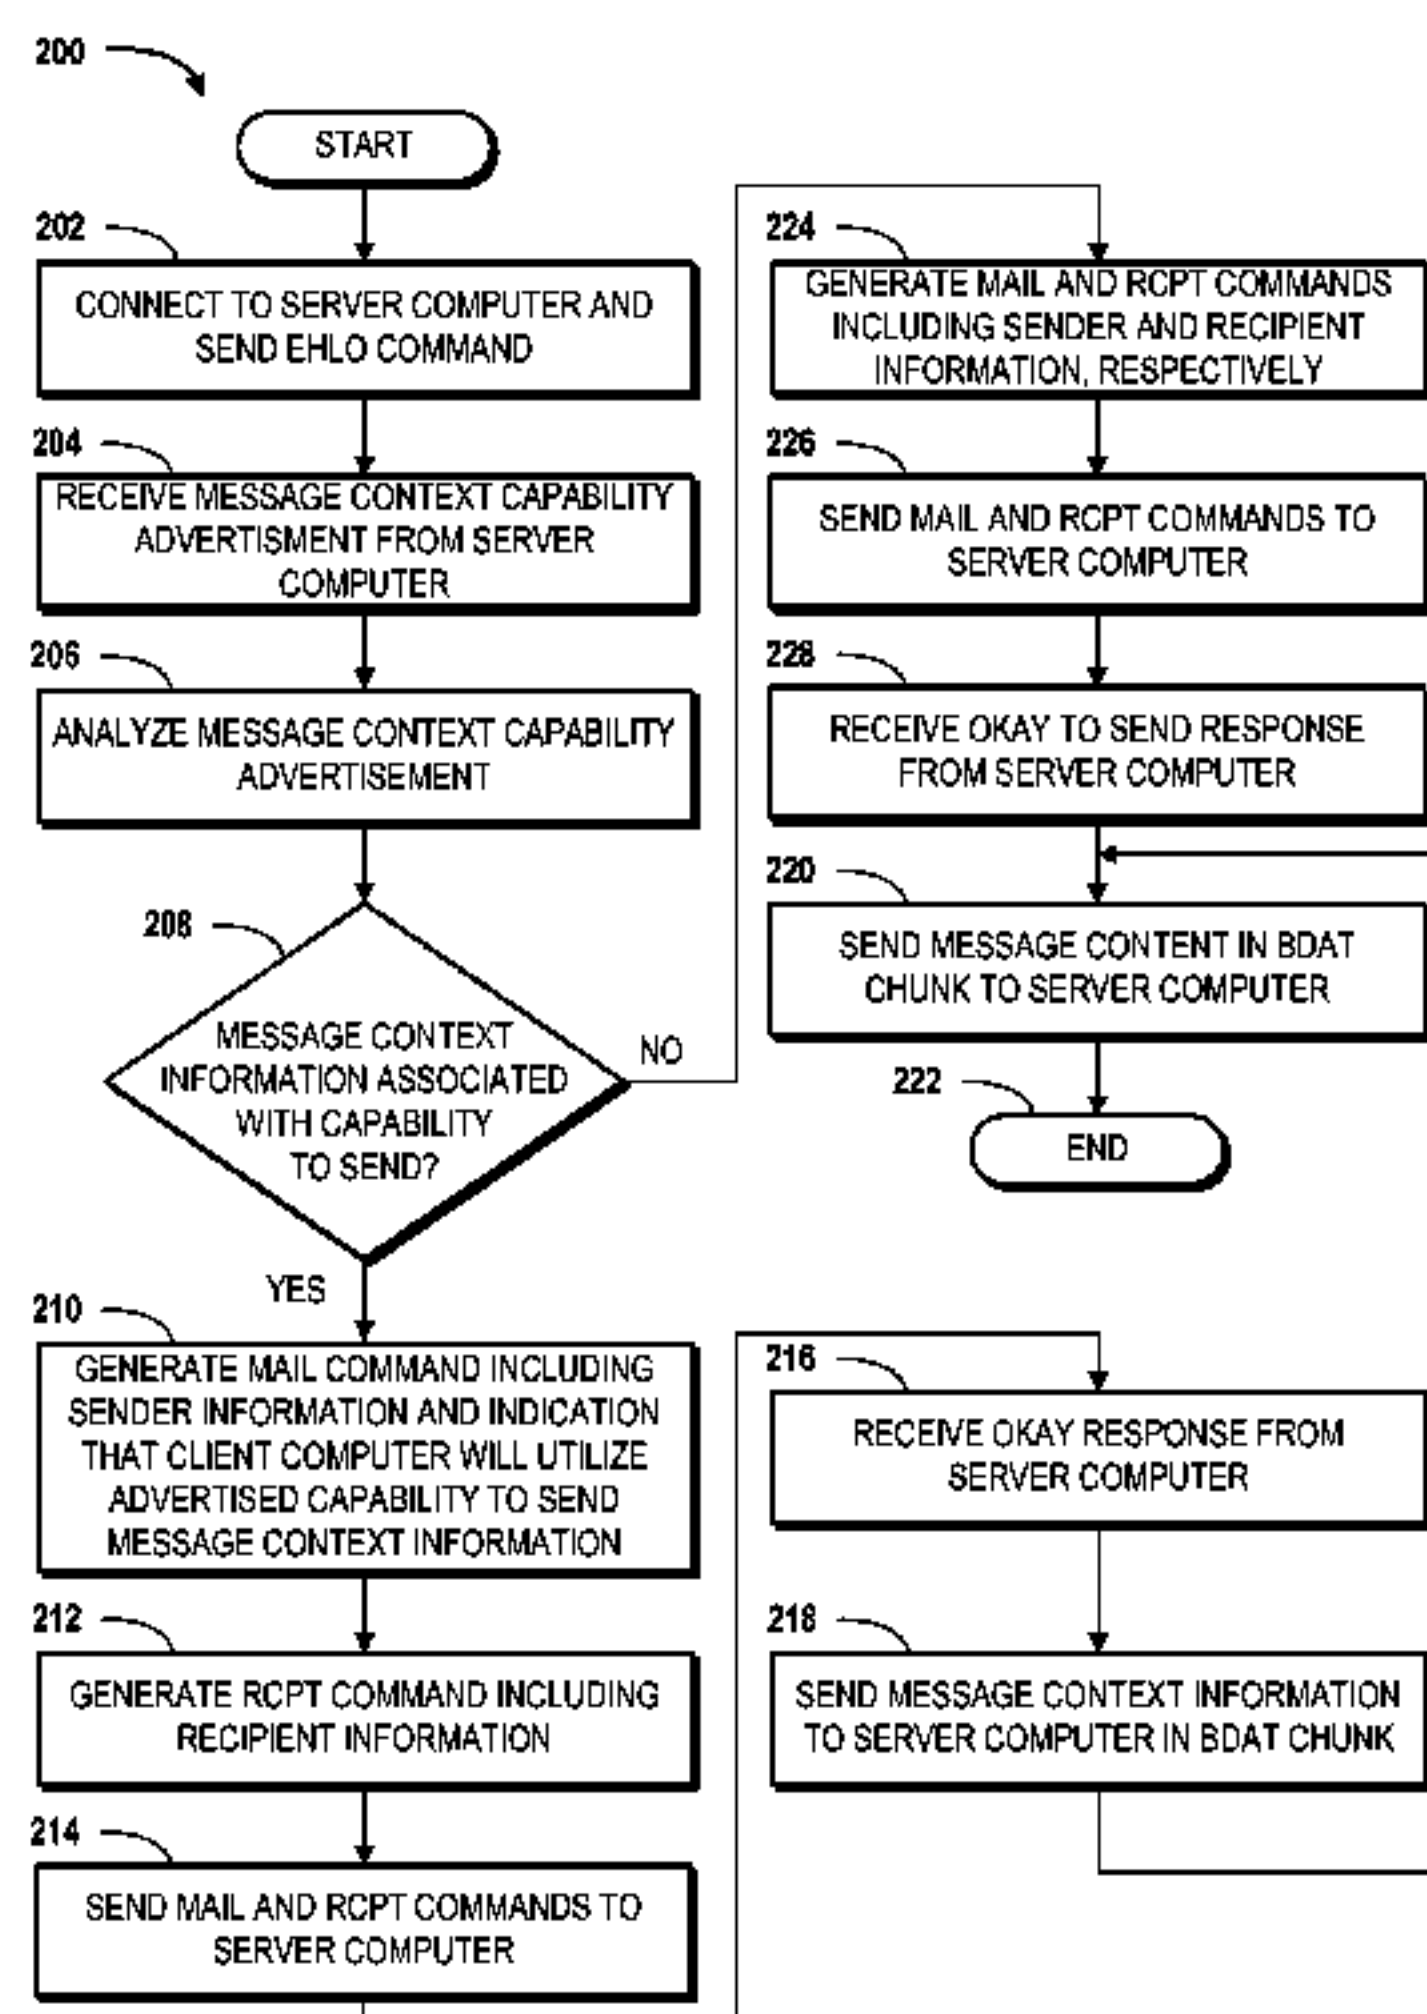 200
START
202
CONNECT TO SERVER COMPUTER AND
SEND EHLO COMMAND
204
RECEIVE MESSAGE CONTEXT CAPABILITY
ADVERTISMENT FROM SERVER
COMPUTER
206
ANALYZE MESSAGE CONTEXT CAPABILITY
ADVERTISEMENT
208
MESSAGE CONTEXT
INFORMATION ASSOCIATED
WITH CAPABILITY
TO SEND?
NO
YES
210
GENERATE MAIL COMMAND INCLUDING
SENDER INFORMATION AND INDICATION
THAT CLIENT COMPUTER WILL UTILIZE
ADVERTISED CAPABILITY TO SEND
MESSAGE CONTEXT INFORMATION
212
GENERATE RCPT COMMAND INCLUDING
RECIPIENT INFORMATION
214
SEND MAIL AND RCPT COMMANDS TO
SERVER COMPUTER
224
GENERATE MAIL AND RCPT COMMANDS
INCLUDING SENDER AND RECIPIENT
INFORMATION, RESPECTIVELY
226
SEND MAIL AND RCPT COMMANDS TO
SERVER COMPUTER
228
RECEIVE OKAY TO SEND RESPONSE
FROM SERVER COMPUTER
220
SEND MESSAGE CONTENT IN BDAT
CHUNK TO SERVER COMPUTER
222
END
216
RECEIVE OKAY RESPONSE FROM
SERVER COMPUTER
218
SEND MESSAGE CONTEXT INFORMATION
TO SERVER COMPUTER IN BDAT CHUNK